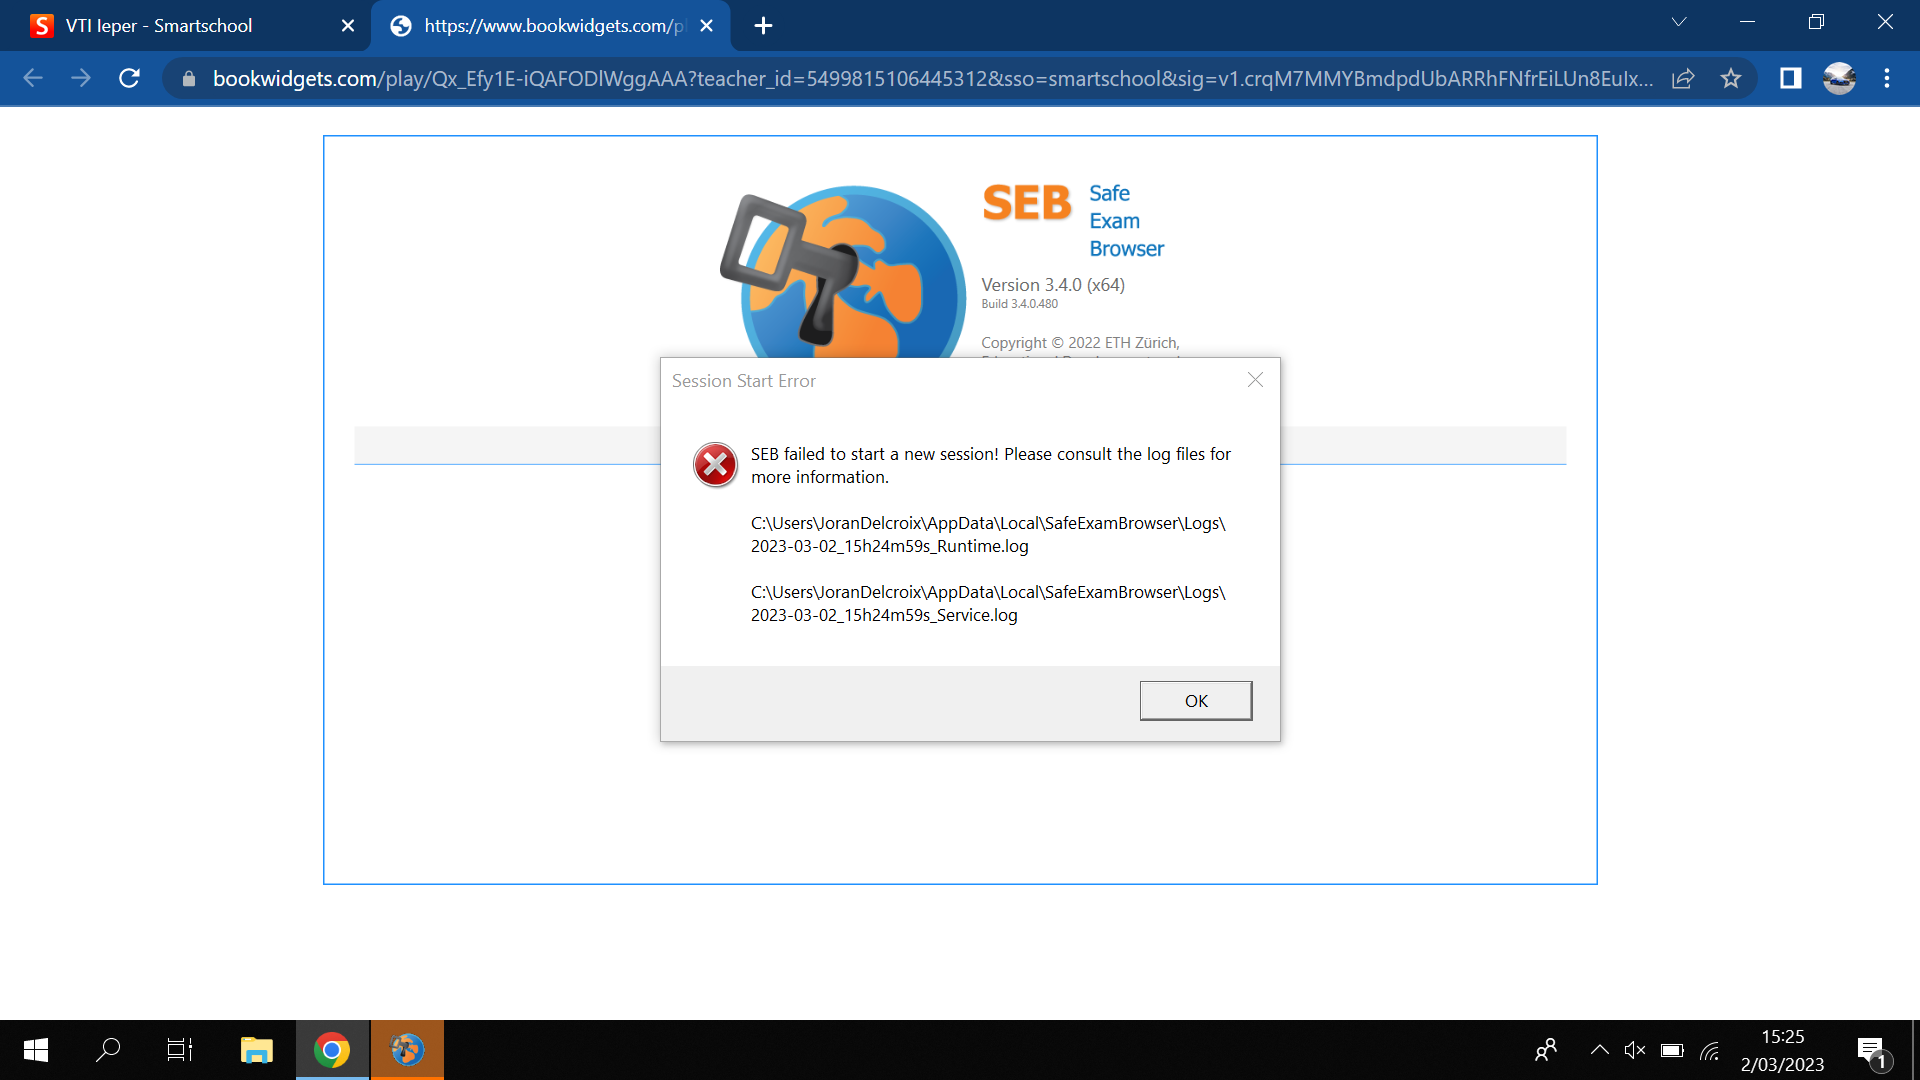 VTI Ieper - Smartschool
https://www.bookwidgets.com/pl
bookwidgets.com/play/Qx_Efy1E-iQAFODlWggAAA?teacher_id=5499815106445312&sso=smartschool&sig=v1.crqM7MMYBmdpdUbARRhFNfrEiLUn8EuIx...
SEB Safe
Exam
Browser
Version 3.4.0 (x64)
Build 3.4.0.480
Copyright © 2022 ETH Zürich,
Session Start Error
SEB failed to start a new session! Please consult the log files for
more information.
C:\Users\JoranDelcroix\AppData\Local\SafeExamBrowser\Logs\
2023-03-02_15h24m59s_Runtime.log
C:\Users\JoranDelcroix\AppData\Local\SafeExamBrowser\Logs\
2023-03-02_15h24m59s_Service.log
OK
15:25
2/03/2023
1